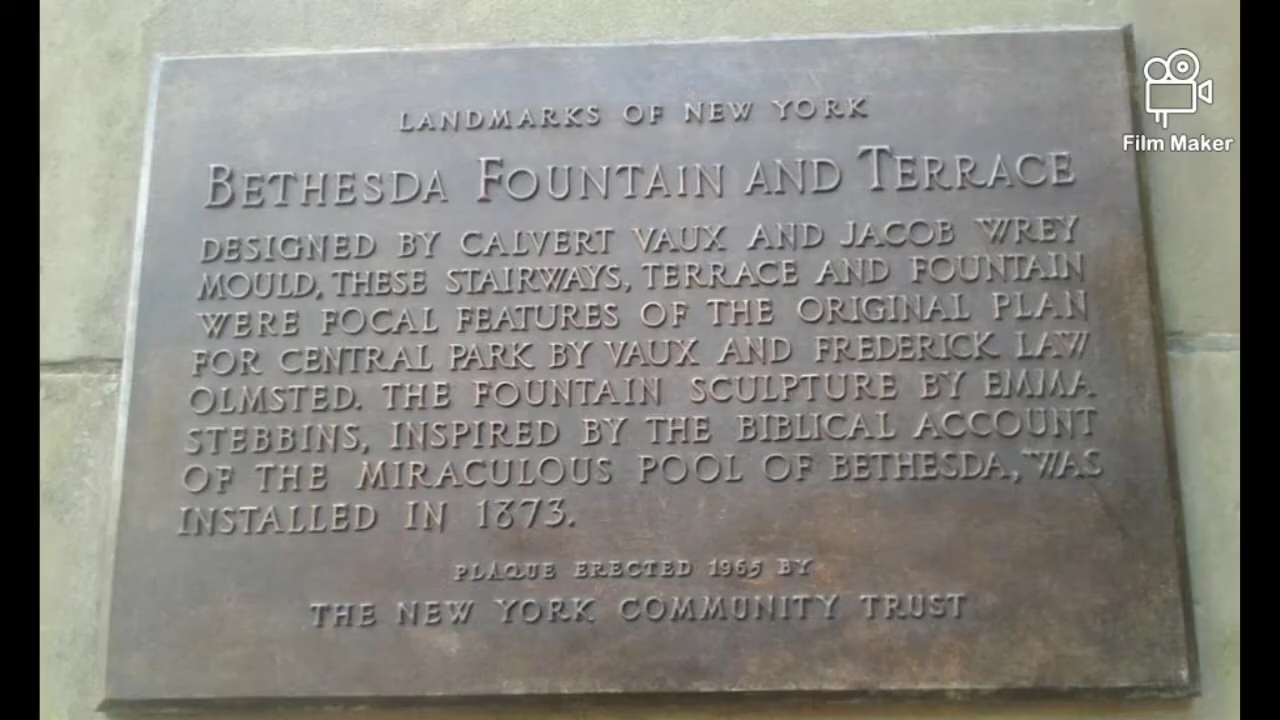 LANDMARKS OF NEW YORK
BETHESDA FOUNTAIN AND TERRACE
DESIGNED BY CALVERT VAUX AND JACOB WREY
MOULD, THESE STAIRWAYS, TERRACE AND FOUNTAIN
WERE FOCAL FEATURES OF THE ORIGINAL PLAN
FOR CENTRAL PARK BY VAUX AND FREDERICK LAW
OLMSTED. THE FOUNTAIN SCULPTURE BY EMMA
STEBBINS, INSPIRED BY THE BIBLICAL ACCOUNT
OF THE MIRACULOUS POOL OF BETHESDA, WAS
INSTALLED IN 1873.
PLAQUE ERECTED 1965 BY
THE NEW YORK COMMUNITY TRUST
Film Maker